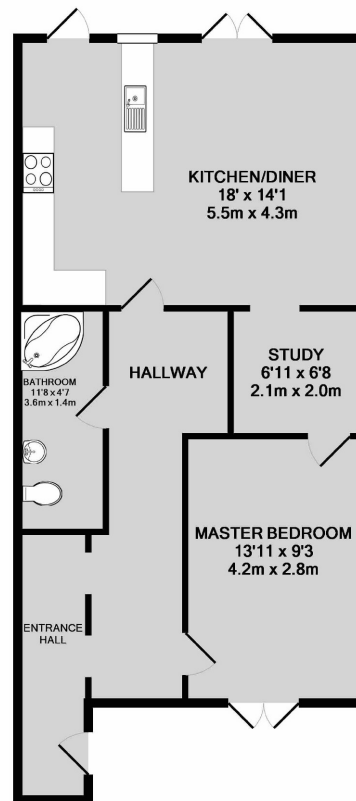 KITCHEN/DINER
18' x 14'1
5.5m x 4.3m
HALLWAY
STUDY
6'11 x 6'8
2.1m x 2.0m
BATHROOM
11'8 x 4'7
3.6m x 1.4m
MASTER BEDROOM
13'11 x 9'3
4.2m x 2.8m
ENTRANCE
HALL